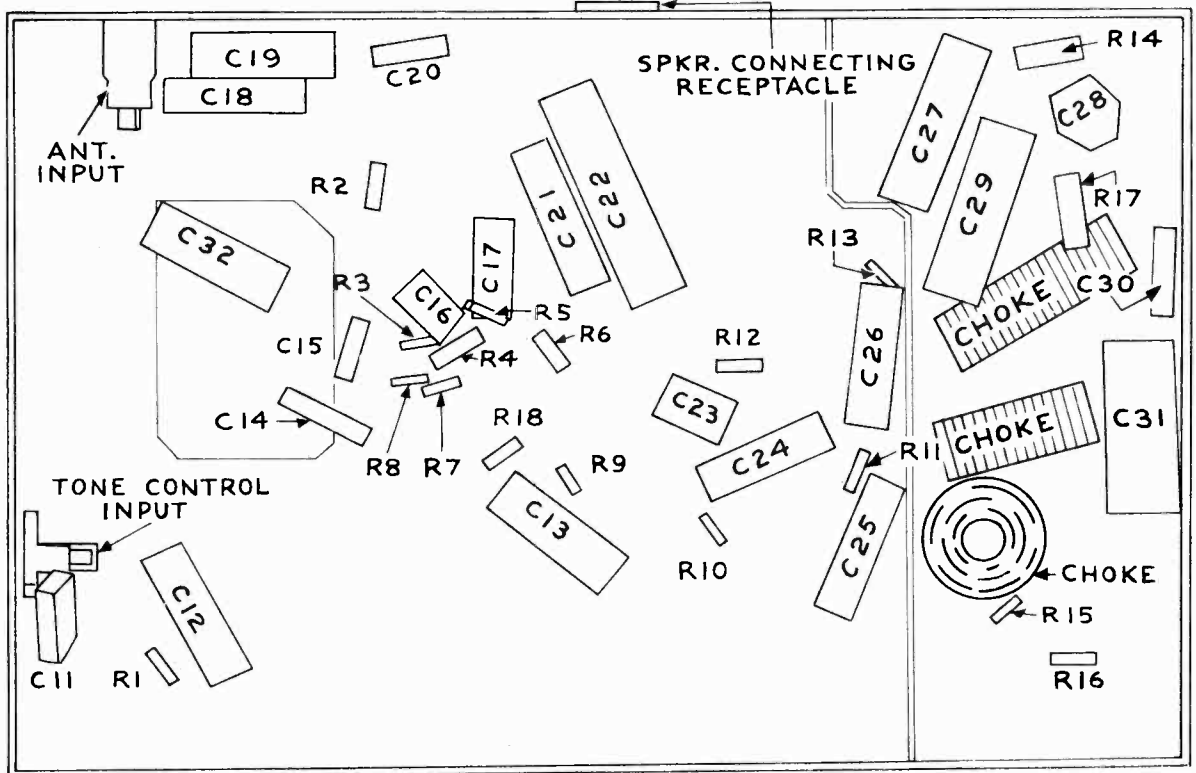 C19
C20
SPKR. CONNECTING
RECEPTACLE
R14
C18
C27
C28
ANT.
INPUT
R2
C21
C22
C29
R17
C32
C17
R13
R3
C16
R5
C30
CHOKE
C15
R4
R6
R12
C26
C14
C23
CHOKE
C31
R8
R7
R18
R9
C24
R11
TONE CONTROL
INPUT
C13
R10
C25
CHOKE
C12
R15
C11
R1
R16